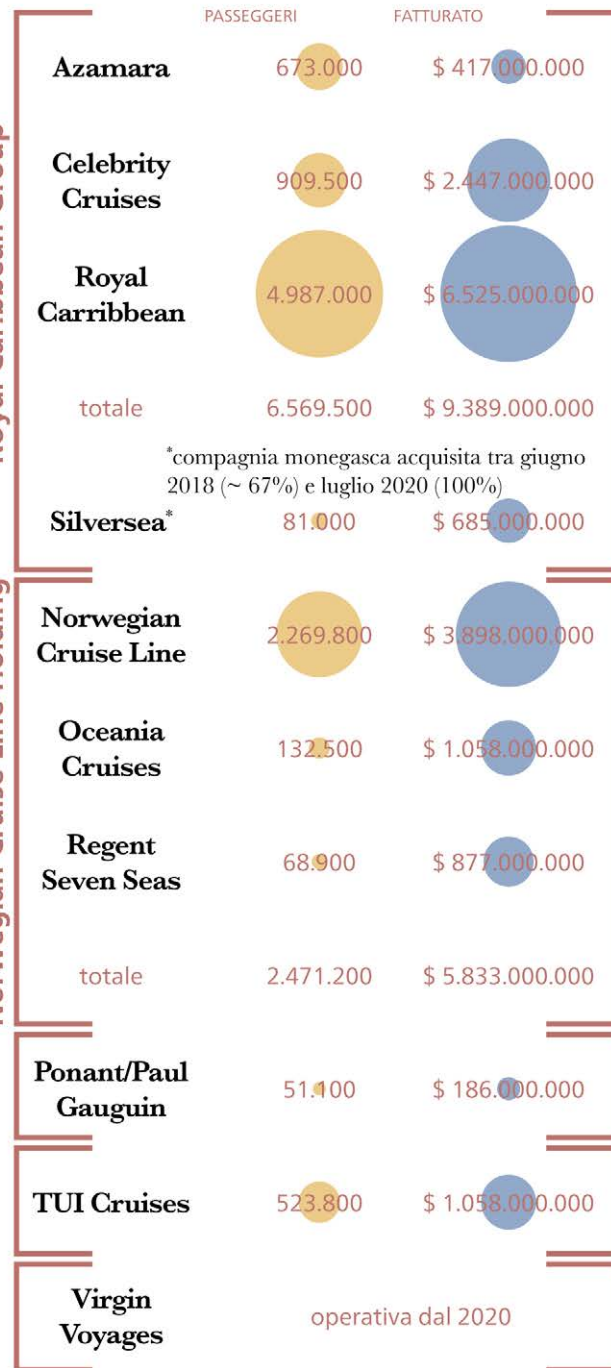 PASSEGGERI FATTURATO
Azamara 673.000 $ 417.000.000
Celebrity
Cruises 909.500 $ 2.447.000.000
Royal
Carribbean 4.987.000 $ 6.525.000.000
totale 6.569.500 $ 9.389.000.000
*compagnia monegasca acquisita tra giugno
2018 (~ 67%) e luglio 2020 (100%)
Silversea* 81.000 $ 685.000.000
Norwegian
Cruise Line 2.269.800 $ 3.898.000.000
Oceania
Cruises 132.500 $ 1.058.000.000
Regent
Seven Seas 68.900 $ 877.000.000
totale 2.471.200 $ 5.833.000.000
Ponant/Paul
Gauguin 51.100 $ 186.000.000
TUI Cruises 523.800 $ 1.058.000.000
Virgin
Voyages operativa dal 2020